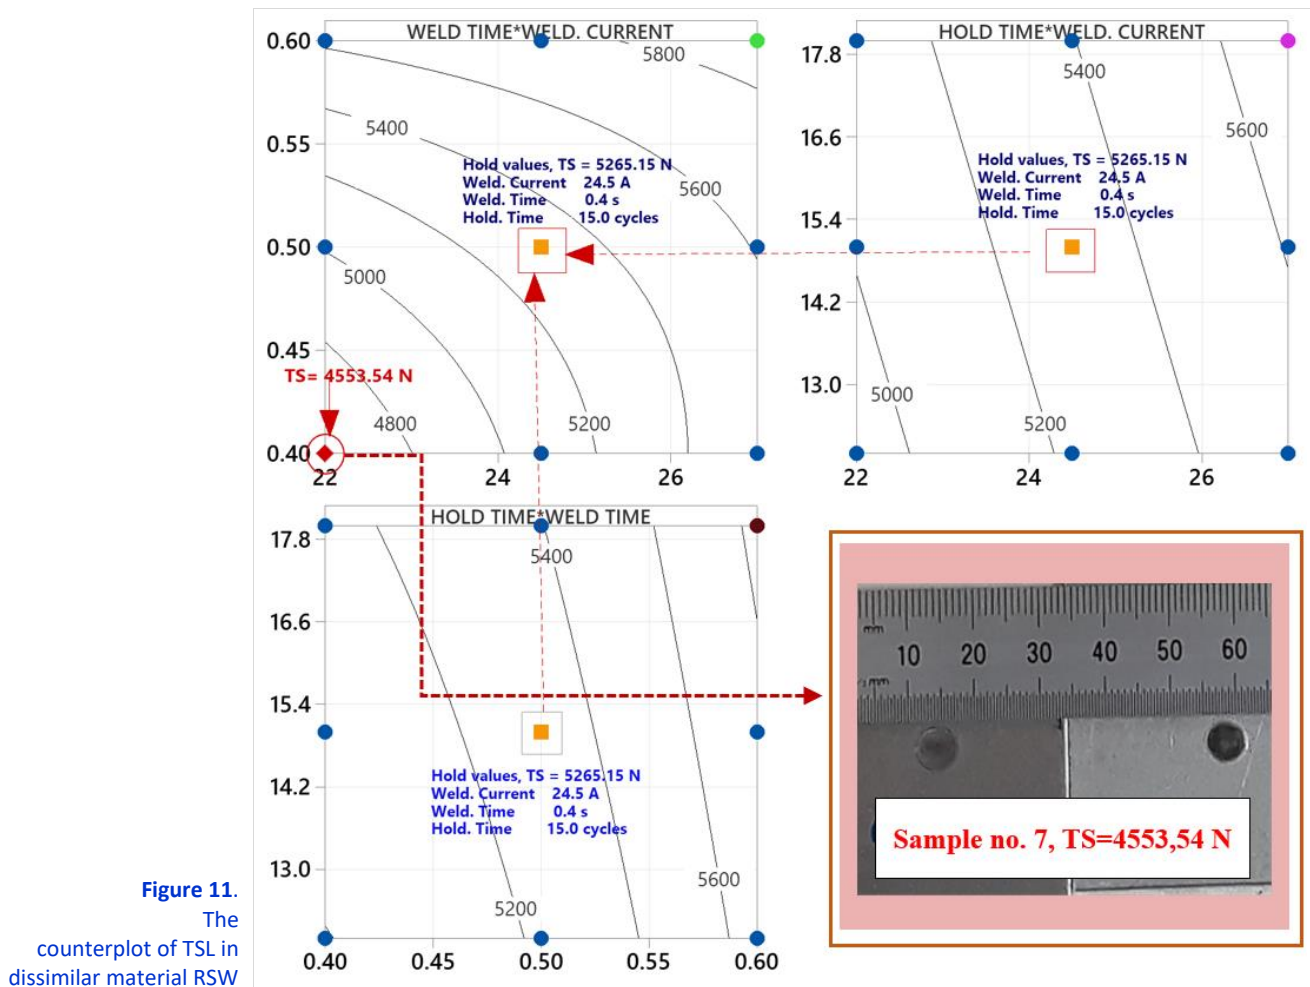 WELD TIME*WELD. CURRENT
0.60
0.55
0.50
0.45
0.40
22
24
26
5800
5400
5600
5000
4800
5200
Hold values, TS = 5265.15 N
Weld. Current 24.5 A
Weld. Time 0.4 s
Hold. Time 15.0 cycles
TS= 4553.54 N
HOLD TIME*WELD. CURRENT
17.8
16.6
15.4
14.2
13.0
22
24
26
5400
5600
5000
5200
Hold values, TS = 5265.15 N
Weld. Current 24.5 A
Weld. Time 0.4 s
Hold. Time 15.0 cycles
HOLD TIME*WELD TIME
17.8
16.6
15.4
14.2
13.0
0.40
0.45
0.50
0.55
0.60
5400
5600
5200
Hold values, TS = 5265.15 N
Weld. Current 24.5 A
Weld. Time 0.4 s
Hold. Time 15.0 cycles
mm
10 20 30 40 50 60
mm
Sample no. 7, TS=4553,54 N
Figure 11.
The
counterplot of TSL in
dissimilar material RSW